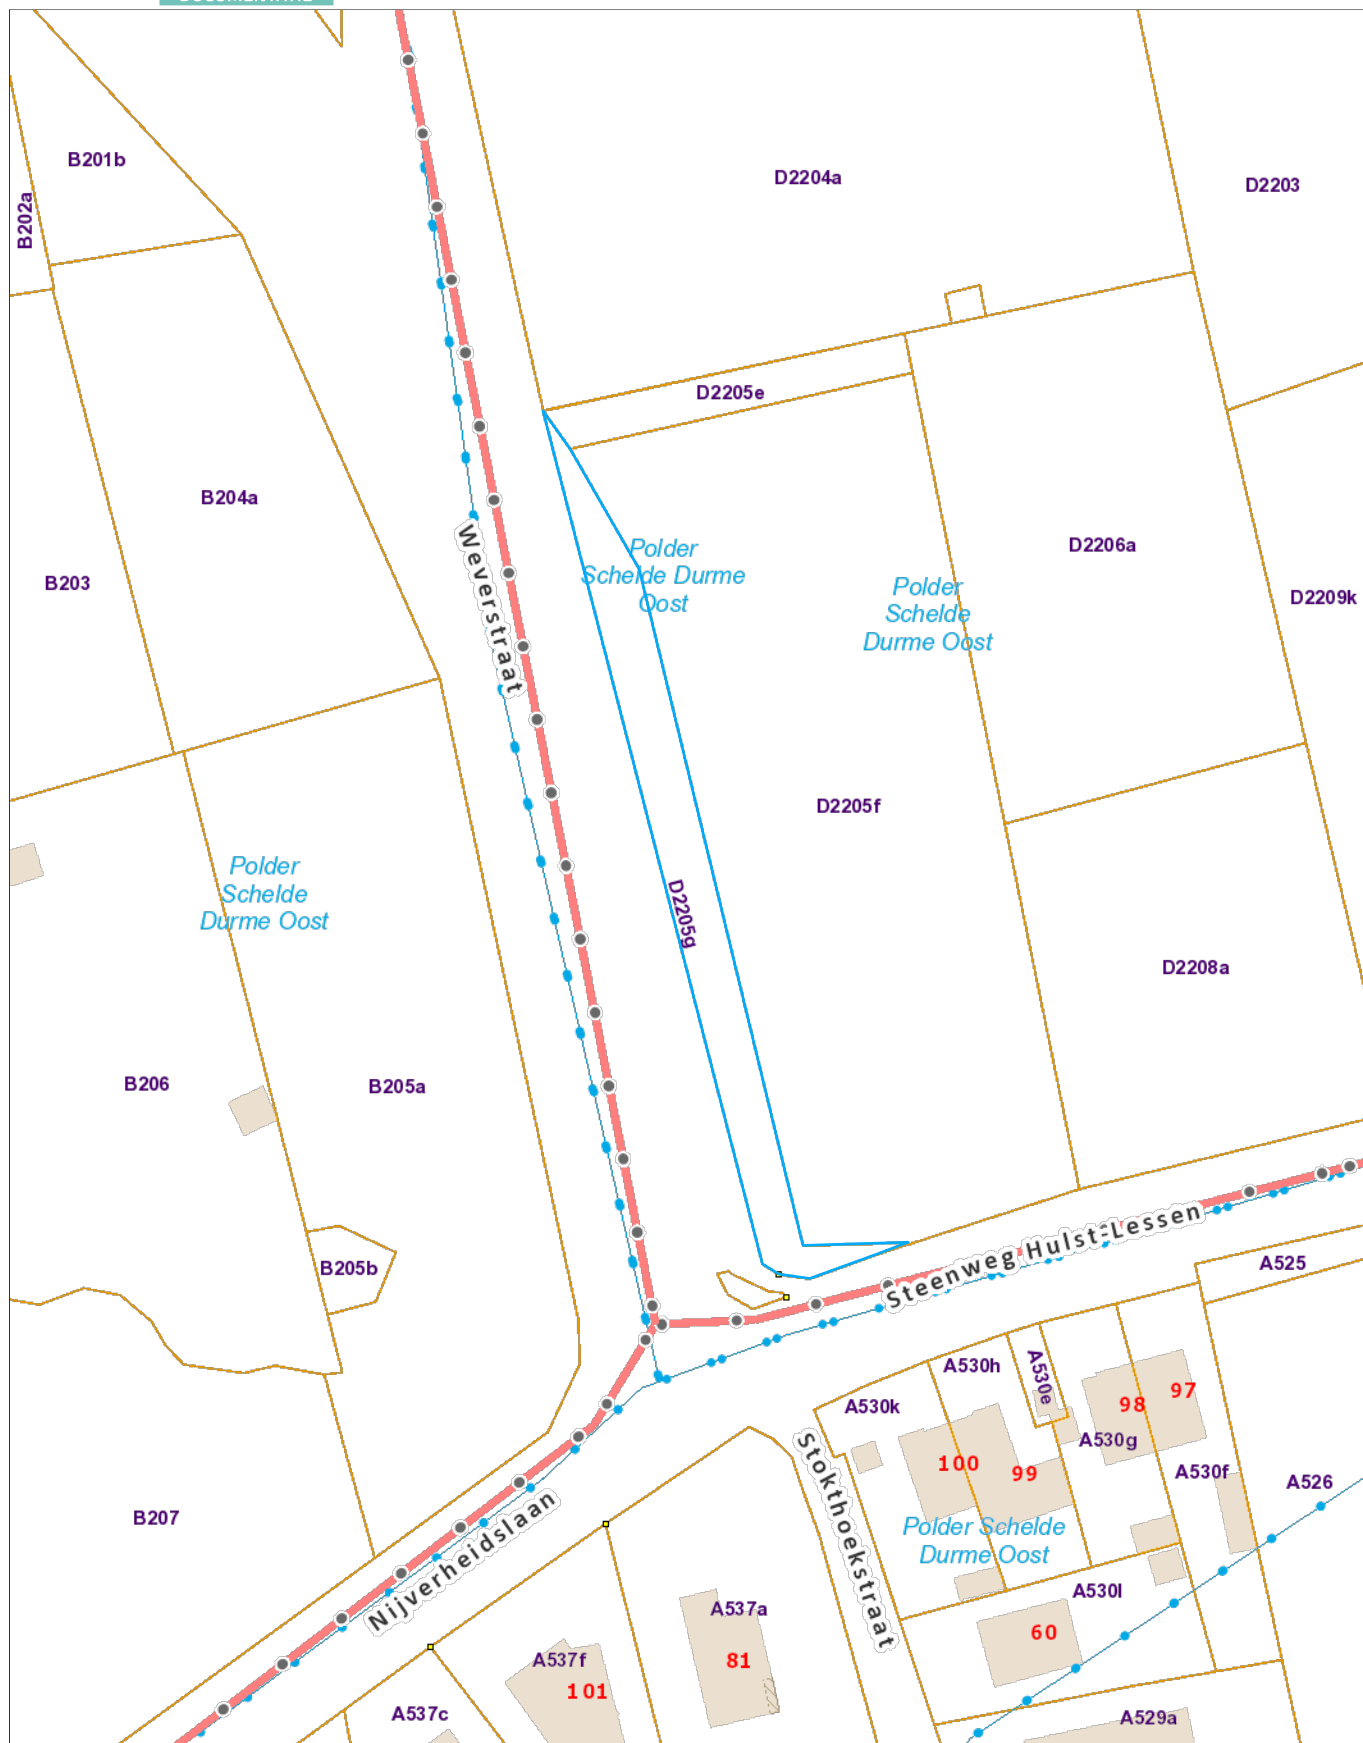 B201b
D2204a
D2203
B202a
D2205e
B204a
Weverstraat
Polder
Schelde Durme
Oost
D2206a
B203
Polder
Schelde
Durme Oost
D2209k
D2205f
Polder
Schelde
Durme Oost
D2205g
D2208a
B206
B205a
Steenweg Hulst-Lessen
B205b
A525
A530h
A530e
A530k
98
97
A530g
100
99
A530f
A526
Stokthoekstraat
B207
Nijverheidslaan
Polder Schelde
Durme Oost
A530l
A537a
60
81
A537f
101
A537c
A529a